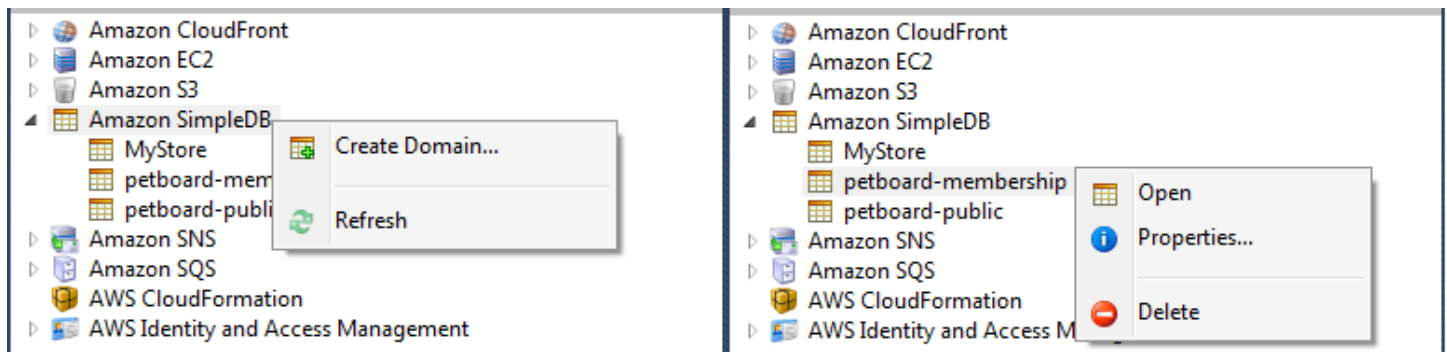 Amazon CloudFront
Amazon EC2
Amazon S3
Amazon SimpleDB
MyStore
petboard-mem
petboard-publi
Amazon SNS
Amazon SQS
AWS CloudFormation
AWS Identity and Access Management
Create Domain...
Refresh
Amazon CloudFront
Amazon EC2
Amazon S3
Amazon SimpleDB
MyStore
petboard-membership
petboard-public
Amazon SNS
Amazon SQS
AWS CloudFormation
AWS Identity and Access M
Open
Properties...
Delete